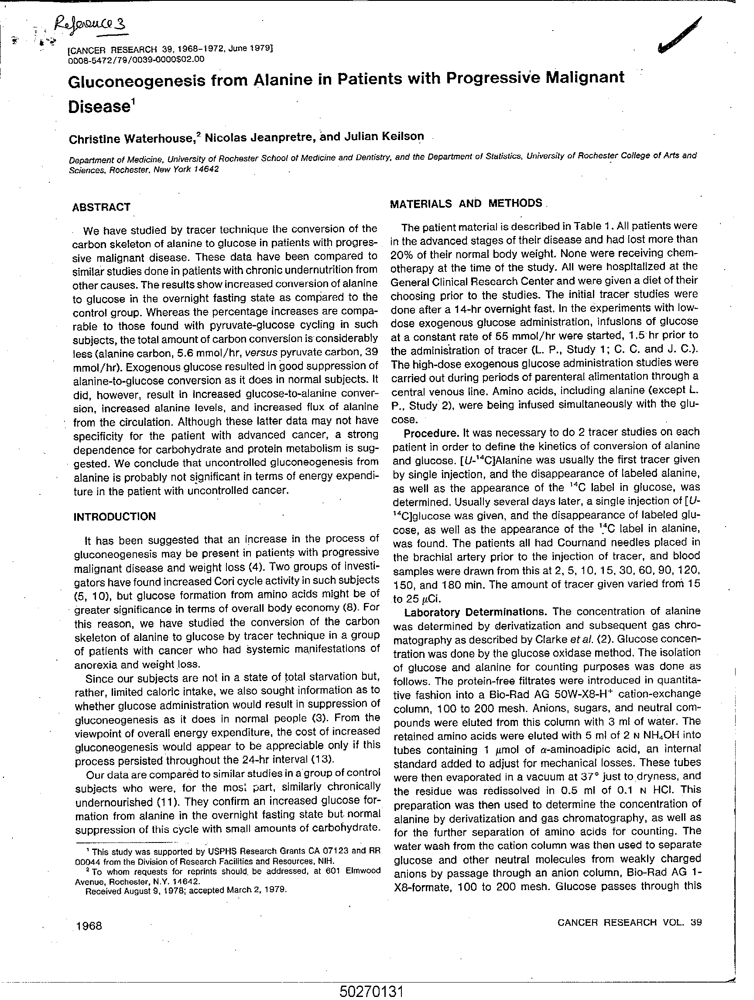 Reference 3
[CANCER RESEARCH 39, 1968-1972, June 1979]
0008-5472/79/0039-0000$02.00
Gluconeogenesis from Alanine in Patients with Progressive Malignant
Disease¹
Christine Waterhouse,² Nicolas Jeanpretre, and Julian Keilson
Department of Medicine, University of Rochester School of Medicine and Dentistry, and the Department of Statistics, University of Rochester College of Arts and
Sciences, Rochester, New York 14642
ABSTRACT
We have studied by tracer technique the conversion of the
carbon skeleton of alanine to glucose in patients with progres-
sive malignant disease. These data have been compared to
similar studies done in patients with chronic undernutrition from
other causes. The results show increased conversion of alanine
to glucose in the overnight fasting state as compared to the
control group. Whereas the percentage increases are compa-
rable to those found with pyruvate-glucose cycling in such
subjects, the total amount of carbon conversion is considerably
less (alanine carbon, 5.6 mmol/hr, versus pyruvate carbon, 39
mmol/hr). Exogenous glucose resulted in good suppression of
alanine-to-glucose conversion as it does in normal subjects. It
did, however, result in increased glucose-to-alanine conver-
sion, increased alanine levels, and increased flux of alanine
from the circulation. Although these latter data may not have
specificity for the patient with advanced cancer, a strong
dependence for carbohydrate and protein metabolism is sug-
gested. We conclude that uncontrolled gluconeogenesis from
alanine is probably not significant in terms of energy expendi-
ture in the patient with uncontrolled cancer.
INTRODUCTION
It has been suggested that an increase in the process of
gluconeogenesis may be present in patients with progressive
malignant disease and weight loss (4). Two groups of investi-
gators have found increased Cori cycle activity in such subjects
(5, 10), but glucose formation from amino acids might be of
greater significance in terms of overall body economy (8). For
this reason, we have studied the conversion of the carbon
skeleton of alanine to glucose by tracer technique in a group
of patients with cancer who had systemic manifestations of
anorexia and weight loss.
Since our subjects are not in a state of total starvation but,
rather, limited caloric intake, we also sought information as to
whether glucose administration would result in suppression of
gluconeogenesis as it does in normal people (3). From the
viewpoint of overall energy expenditure, the cost of increased
gluconeogenesis would appear to be appreciable only if this
process persisted throughout the 24-hr interval (13).
Our data are compared to similar studies in a group of control
subjects who were, for the most part, similarly chronically
undernourished (11). They confirm an increased glucose for-
mation from alanine in the overnight fasting state but normal
suppression of this cycle with small amounts of carbohydrate.
¹ This study was supported by USPHS Research Grants CA 07123 and RR
00044 from the Division of Research Facilities and Resources, NIH.
² To whom requests for reprints should be addressed, at 601 Elmwood
Avenue, Rochester, N.Y. 14642.
Received August 9, 1978; accepted March 2, 1979.
MATERIALS AND METHODS
The patient material is described in Table 1. All patients were
in the advanced stages of their disease and had lost more than
20% of their normal body weight. None were receiving chem-
otherapy at the time of the study. All were hospitalized at the
General Clinical Research Center and were given a diet of their
choosing prior to the studies. The initial tracer studies were
done after a 14-hr overnight fast. In the experiments with low-
dose exogenous glucose administration, infusions of glucose
at a constant rate of 55 mmol/hr were started, 1.5 hr prior to
the administration of tracer (L. P., Study 1; C. C. and J. C.).
The high-dose exogenous glucose administration studies were
carried out during periods of parenteral alimentation through a
central venous line. Amino acids, including alanine (except L.
P., Study 2), were being infused simultaneously with the glu-
cose.
Procedure. It was necessary to do 2 tracer studies on each
patient in order to define the kinetics of conversion of alanine
and glucose. [U-¹⁴C]Alanine was usually the first tracer given
by single injection, and the disappearance of labeled alanine,
as well as the appearance of the ¹⁴C label in glucose, was
determined. Usually several days later, a single injection of [U-
¹⁴C]glucose was given, and the disappearance of labeled glu-
cose, as well as the appearance of the ¹⁴C label in alanine,
was found. The patients all had Cournand needles placed in
the brachial artery prior to the injection of tracer, and blood
samples were drawn from this at 2, 5, 10, 15, 30, 60, 90, 120,
150, and 180 min. The amount of tracer given varied from 15
to 25 μCi.
Laboratory Determinations. The concentration of alanine
was determined by derivatization and subsequent gas chro-
matography as described by Clarke et al. (2). Glucose concen-
tration was done by the glucose oxidase method. The isolation
of glucose and alanine for counting purposes was done as
follows. The protein-free filtrates were introduced in quantita-
tive fashion into a Bio-Rad AG 50W-X8-H⁺ cation-exchange
column, 100 to 200 mesh. Anions, sugars, and neutral com-
pounds were eluted from this column with 3 ml of water. The
retained amino acids were eluted with 5 ml of 2 N NH₄OH into
tubes containing 1 μmol of α-aminoadipic acid, an internal
standard added to adjust for mechanical losses. These tubes
were then evaporated in a vacuum at 37° just to dryness, and
the residue was redissolved in 0.5 ml of 0.1 N HCl. This
preparation was then used to determine the concentration of
alanine by derivatization and gas chromatography, as well as
for the further separation of amino acids for counting. The
water wash from the cation column was then used to separate
glucose and other neutral molecules from weakly charged
anions by passage through an anion column, Bio-Rad AG 1-
X8-formate, 100 to 200 mesh. Glucose passes through this
1968
CANCER RESEARCH VOL. 39
50270131